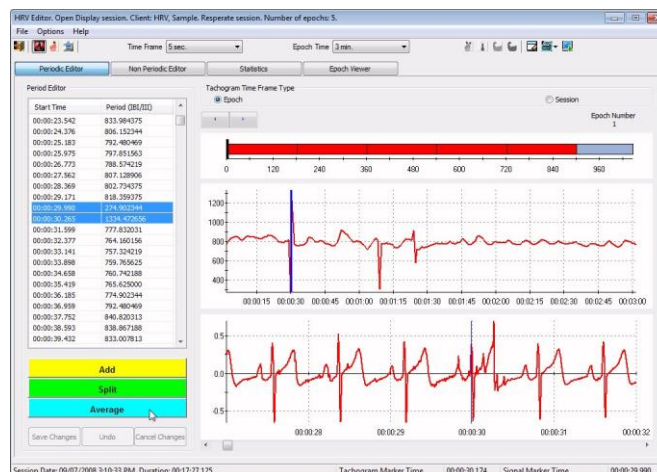 HRV Editor. Open Display session. Client: HRV, Sample. Resperate session. Number of epochs: 5.
File Options Help
Time Frame 5 sec. Epoch Time 3 min.
Periodic Editor Non Periodic Editor Statistics Epoch Viewer
Period Editor
Tachogram Time Frame Type
Epoch Session
Epoch Number
1
Start Time Period (IBI/III)
00:00:23.542 833.984375
00:00:24.376 806.152344
00:00:25.183 792.480469
00:00:25.975 797.851563
00:00:26.773 788.574219
00:00:27.562 807.128906
00:00:28.369 802.734375
00:00:29.171 818.359375
00:00:29.990 274.902344
00:00:30.265 1334.472656
00:00:31.599 777.832031
00:00:32.377 764.160156
00:00:33.141 757.324219
00:00:33.898 759.765625
00:00:34.658 760.742188
00:00:35.419 765.625000
00:00:36.185 774.902344
00:00:36.959 792.480469
00:00:37.752 840.820313
00:00:38.593 838.867188
00:00:39.432 833.007813
0 120 240 360 480 600 720 840 960
1200
1000
800
600
400
00:00:15 00:00:30 00:00:45 00:01:00 00:01:15 00:01:30 00:01:45 00:02:00 00:02:15 00:02:30 00:02:45 00:03:00
0.5
0.0
-0.5
00:00:28 00:00:29 00:00:30 00:00:31 00:00:32
Add
Split
Average
Save Changes Undo Cancel Changes
Session Date: 09/07/2008 3:10:33 PM, Duration: 00:17:27.125 Tachogram Marker Time 00:00:30.174 Signal Marker Time 00:00:29.990